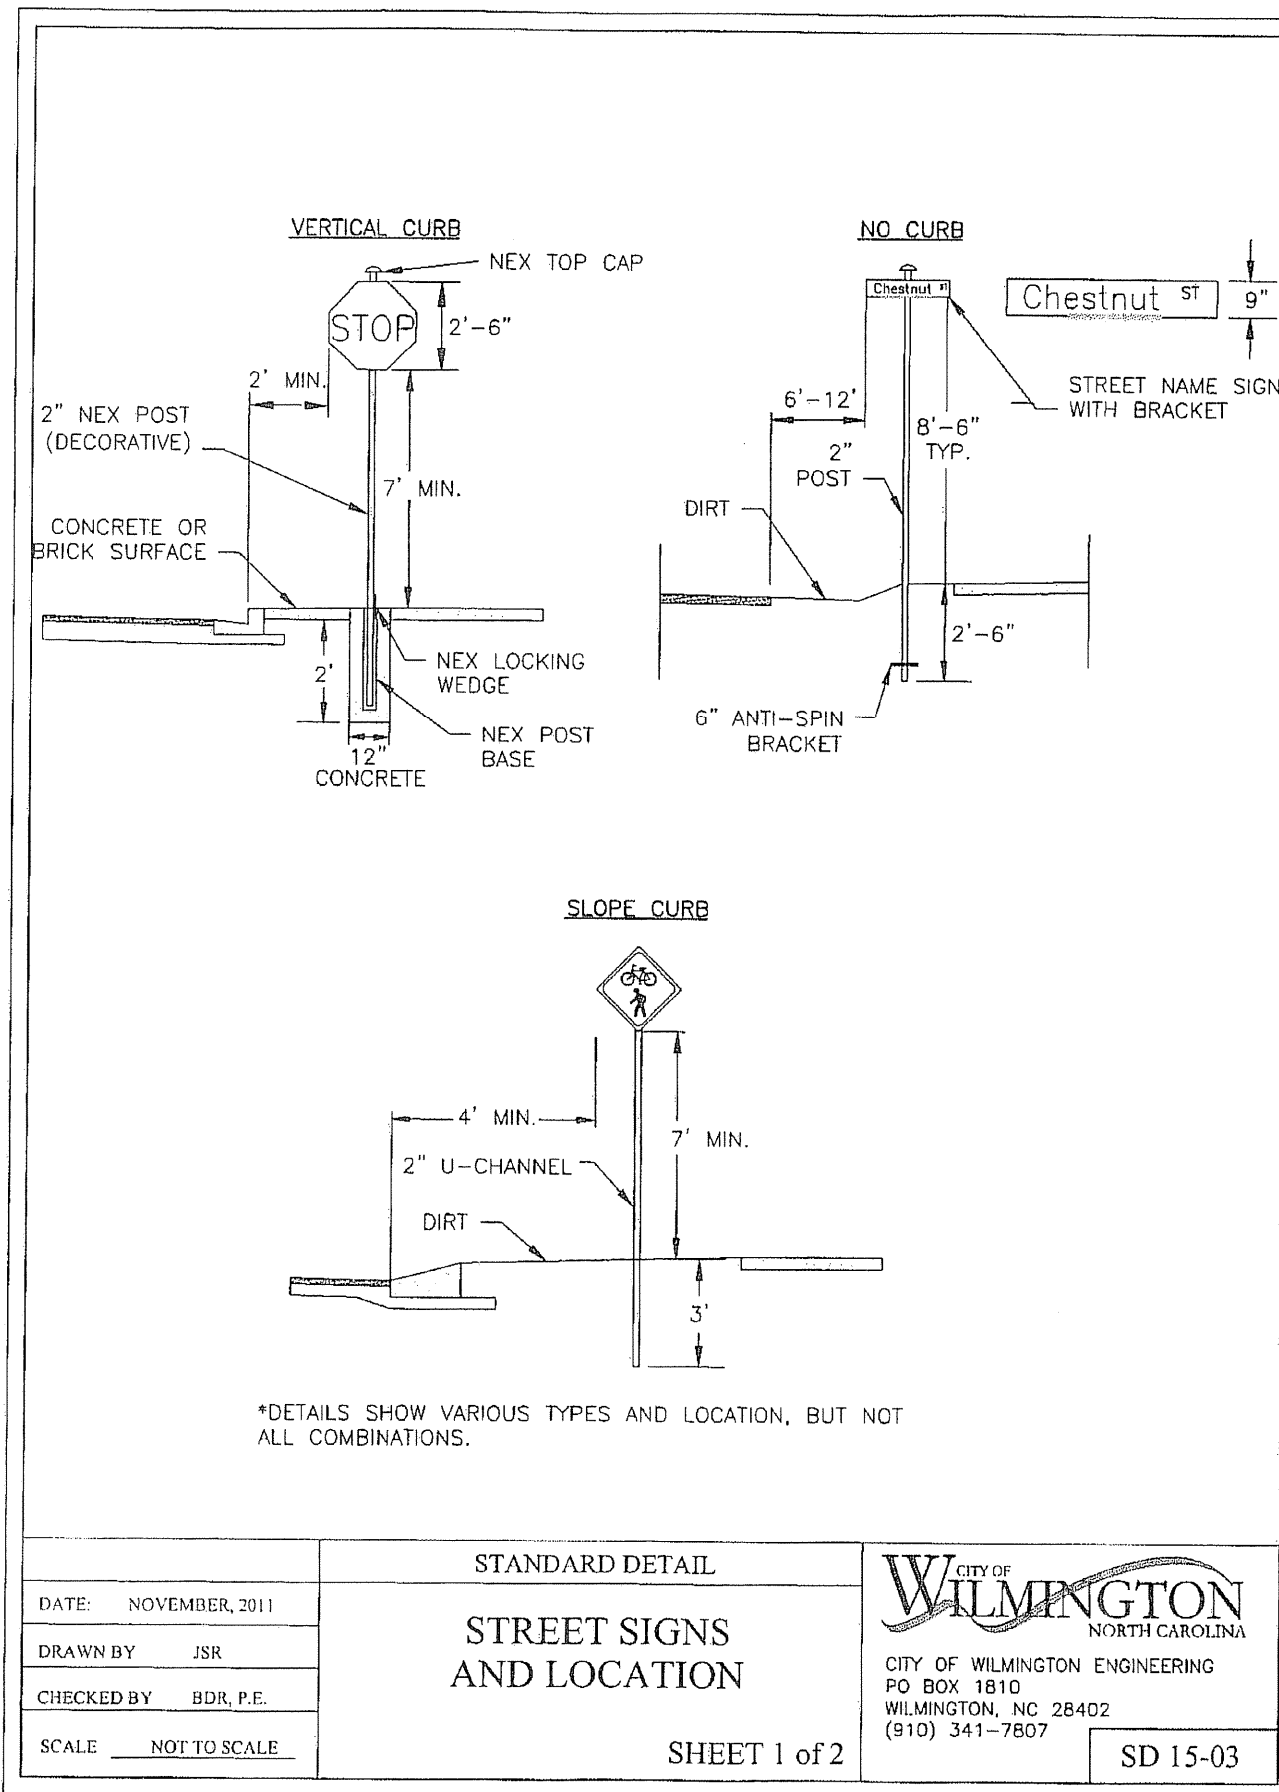 VERTICAL CURB
NEX TOP CAP
STOP
2'-6"
2' MIN.
2" NEX POST
(DECORATIVE)
7' MIN.
CONCRETE OR
BRICK SURFACE
2'
NEX LOCKING
WEDGE
NEX POST
BASE
12"
CONCRETE
NO CURB
Chestnut ST
Chestnut ST
9"
STREET NAME SIGN
WITH BRACKET
6'-12'
8'-6"
TYP.
2"
POST
DIRT
2'-6"
6" ANTI-SPIN
BRACKET
SLOPE CURB
4' MIN.
7' MIN.
2" U-CHANNEL
DIRT
3'
*DETAILS SHOW VARIOUS TYPES AND LOCATION, BUT NOT
ALL COMBINATIONS.
DATE: NOVEMBER, 2011
DRAWN BY JSR
CHECKED BY BDR, P.E.
SCALE NOT TO SCALE
STANDARD DETAIL
STREET SIGNS
AND LOCATION
SHEET 1 of 2
CITY OF
WILMINGTON
NORTH CAROLINA
CITY OF WILMINGTON ENGINEERING
PO BOX 1810
WILMINGTON, NC 28402
(910) 341-7807
SD 15-03